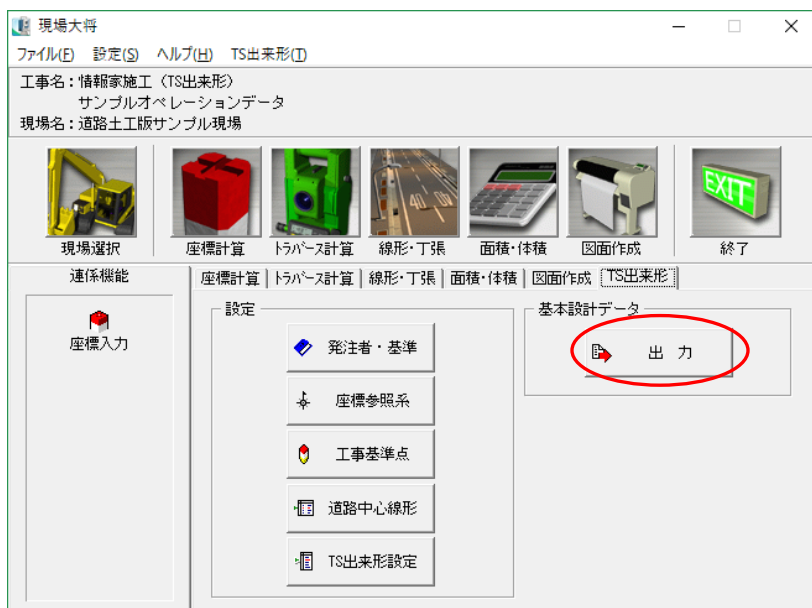 現場大将
ファイル(F) 設定(S) ヘルプ(H) TS出来形(T)
工事名：情報家施工（TS出来形）
サンプルオペレーションデータ
現場名：道路土工版サンプル現場
EXIT
現場選択 座標計算 トラバース計算 線形・丁張 面積・体積 図面作成 終了
連係機能
座標計算 トラバース計算 線形・丁張 面積・体積 図面作成 TS出来形
座標入力
設定
発注者・基準
座標参照系
工事基準点
道路中心線形
TS出来形設定
基本設計データ
出 力